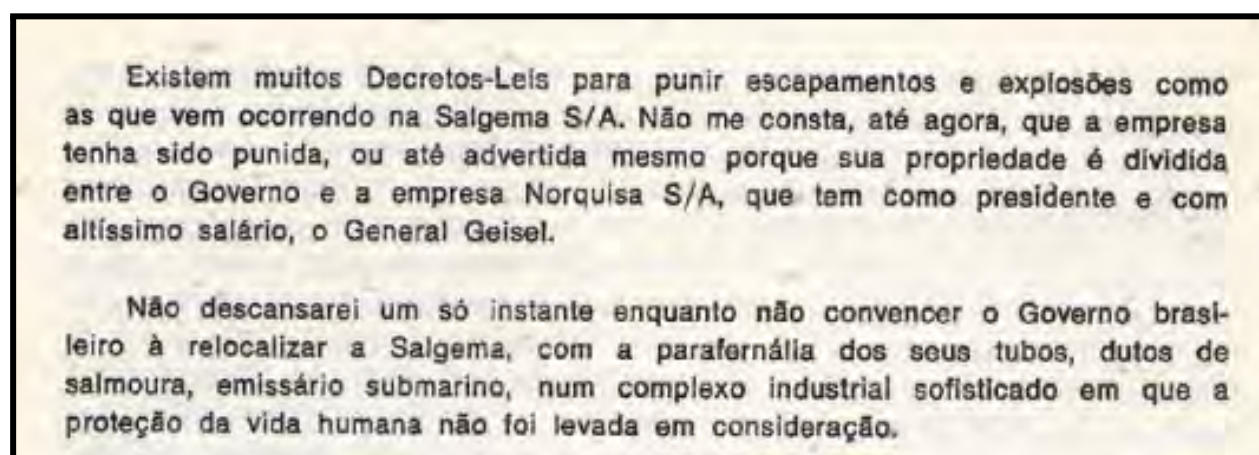 Existem muitos Decretos-Leis para punir escapamentos e explosões como
as que vem ocorrendo na Salgema S/A. Não me consta, até agora, que a empresa
tenha sido punida, ou até advertida mesmo porque sua propriedade é dividida
entre o Governo e a empresa Norquisa S/A, que tem como presidente e com
altíssimo salário, o General Geisel.
Não descansarei um só instante enquanto não convencer o Governo brasi-
leiro à relocalizar a Salgema, com a parafernália dos seus tubos, dutos de
salmoura, emissário submarino, num complexo industrial sofisticado em que a
proteção da vida humana não foi levada em consideração.